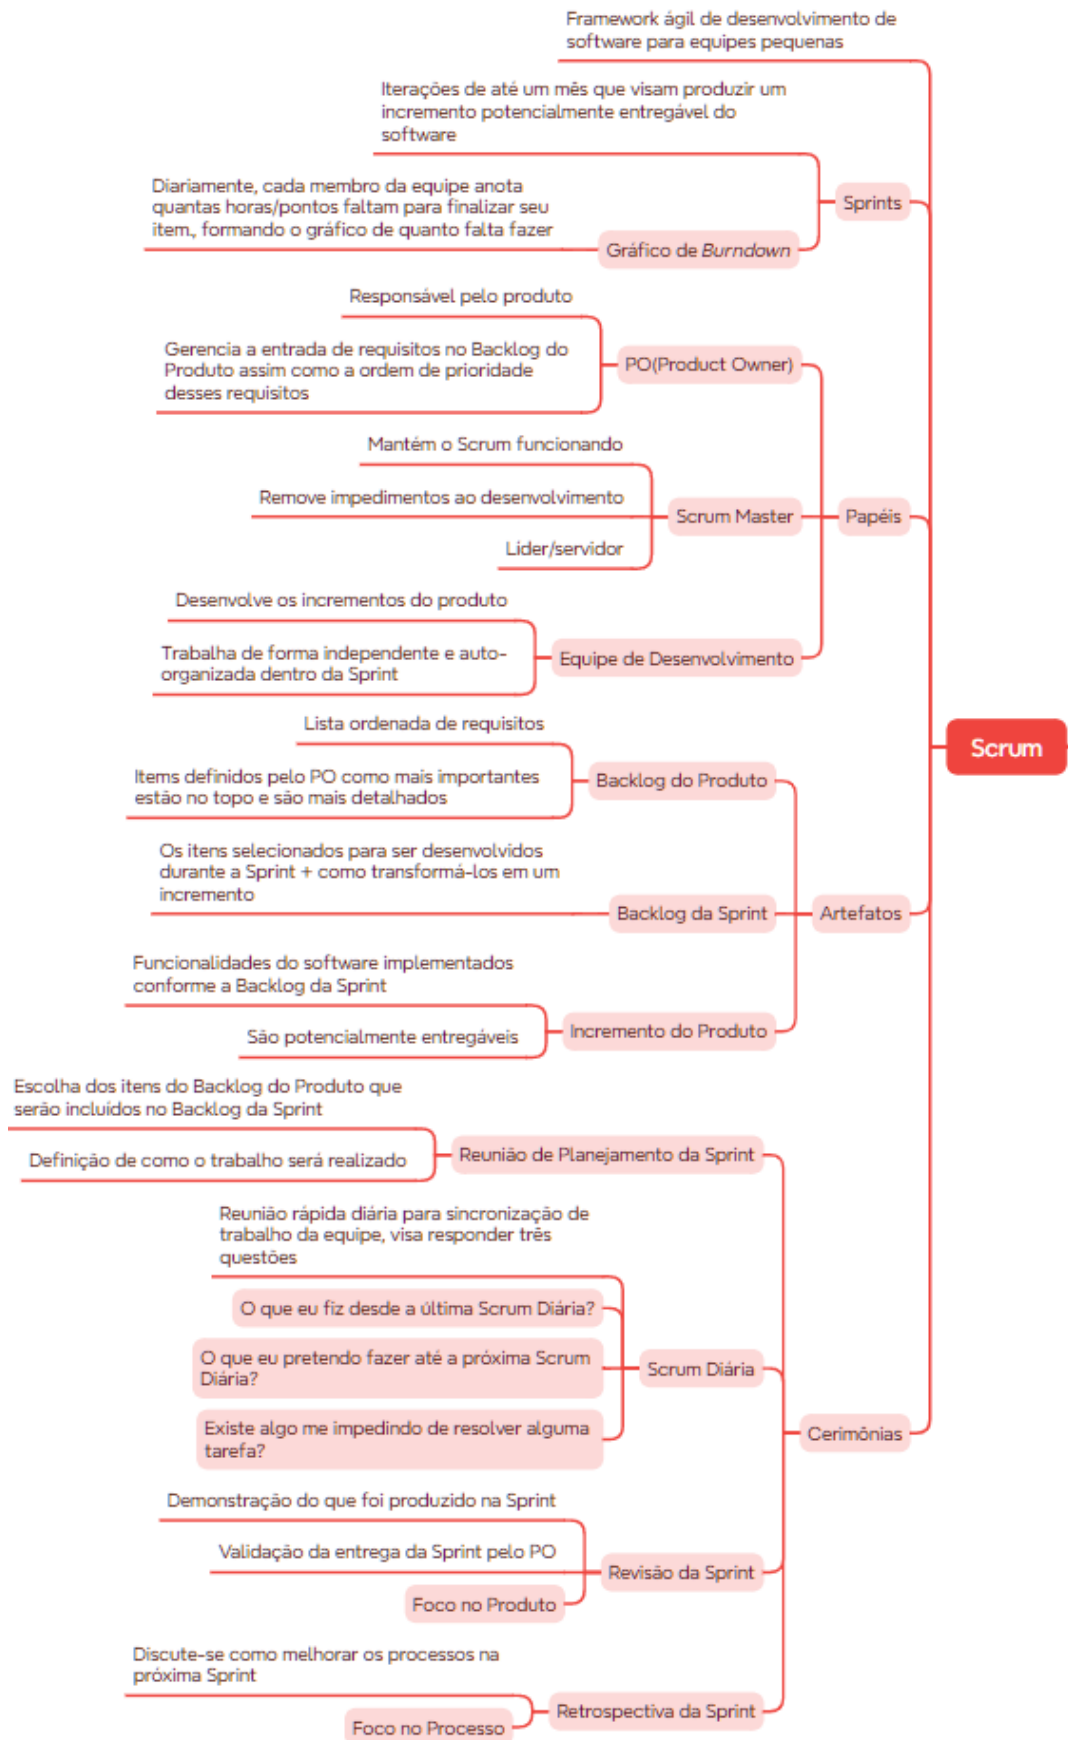 Framework ágil de desenvolvimento de
software para equipes pequenas
Iterações de até um mês que visam produzir um
incremento potencialmente entregável do
software
Diariamente, cada membro da equipe anota
quantas horas/pontos faltam para finalizar seu
item., formando o gráfico de quanto falta fazer
Sprints
Gráfico de Burndown
Responsável pelo produto
Gerencia a entrada de requisitos no Backlog do
Produto assim como a ordem de prioridade
desses requisitos
PO(Product Owner)
Mantém o Scrum funcionando
Remove impedimentos ao desenvolvimento
Líder/servidor
Scrum Master
Papéis
Desenvolve os incrementos do produto
Trabalha de forma independente e auto-
organizada dentro da Sprint
Equipe de Desenvolvimento
Scrum
Lista ordenada de requisitos
Items definidos pelo PO como mais importantes
estão no topo e são mais detalhados
Backlog do Produto
Os itens selecionados para ser desenvolvidos
durante a Sprint + como transformá-los em um
incremento
Backlog da Sprint
Artefatos
Funcionalidades do software implementados
conforme a Backlog da Sprint
São potencialmente entregáveis
Incremento do Produto
Escolha dos itens do Backlog do Produto que
serão incluídos no Backlog da Sprint
Definição de como o trabalho será realizado
Reunião de Planejamento da Sprint
Reunião rápida diária para sincronização de
trabalho da equipe, visa responder três
questões
O que eu fiz desde a última Scrum Diária?
O que eu pretendo fazer até a próxima Scrum
Diária?
Existe algo me impedindo de resolver alguma
tarefa?
Scrum Diária
Cerimônias
Demonstração do que foi produzido na Sprint
Validação da entrega da Sprint pelo PO
Foco no Produto
Revisão da Sprint
Discute-se como melhorar os processos na
próxima Sprint
Foco no Processo
Retrospectiva da Sprint